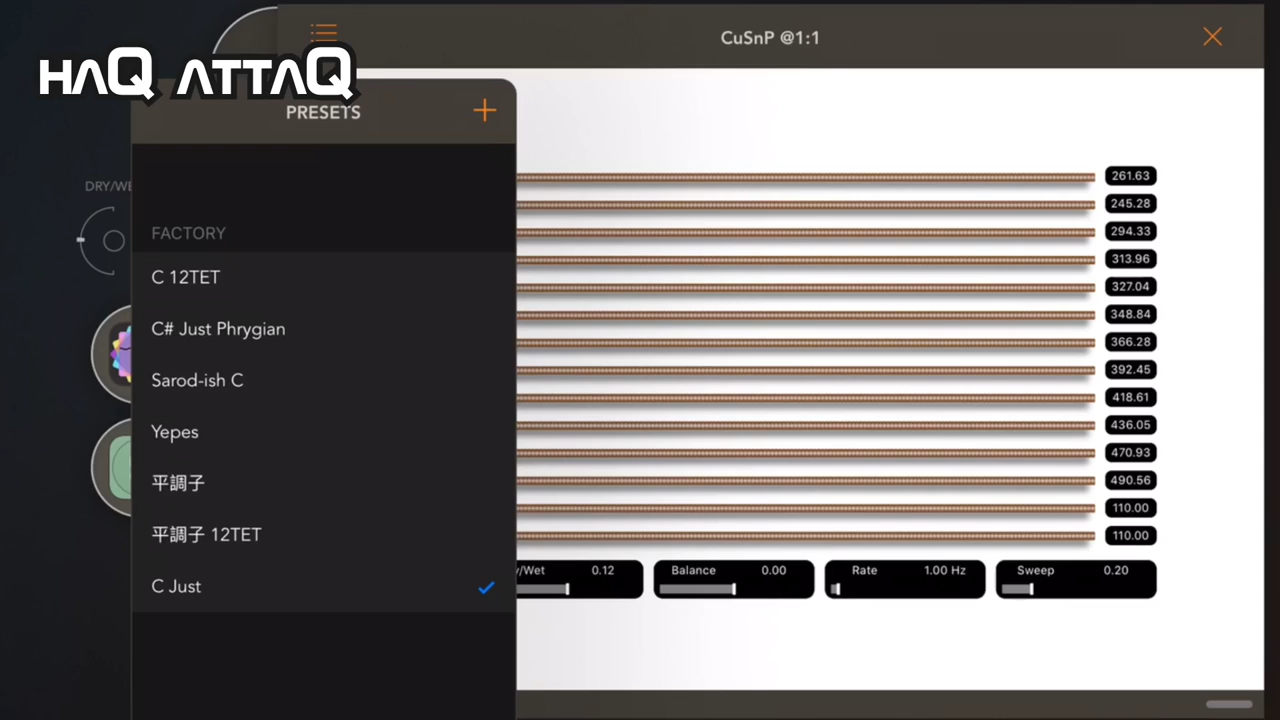 HAQ ATTAQ
CuSnP @1:1
PRESETS
DRY/WE
FACTORY
C 12TET
C# Just Phrygian
Sarod-ish C
Yepes
平調子
平調子 12TET
C Just
261.63
245.28
294.33
313.96
327.04
348.84
366.28
392.45
418.61
436.05
470.93
490.56
110.00
110.00
y/Wet 0.12
Balance 0.00
Rate 1.00 Hz
Sweep 0.20